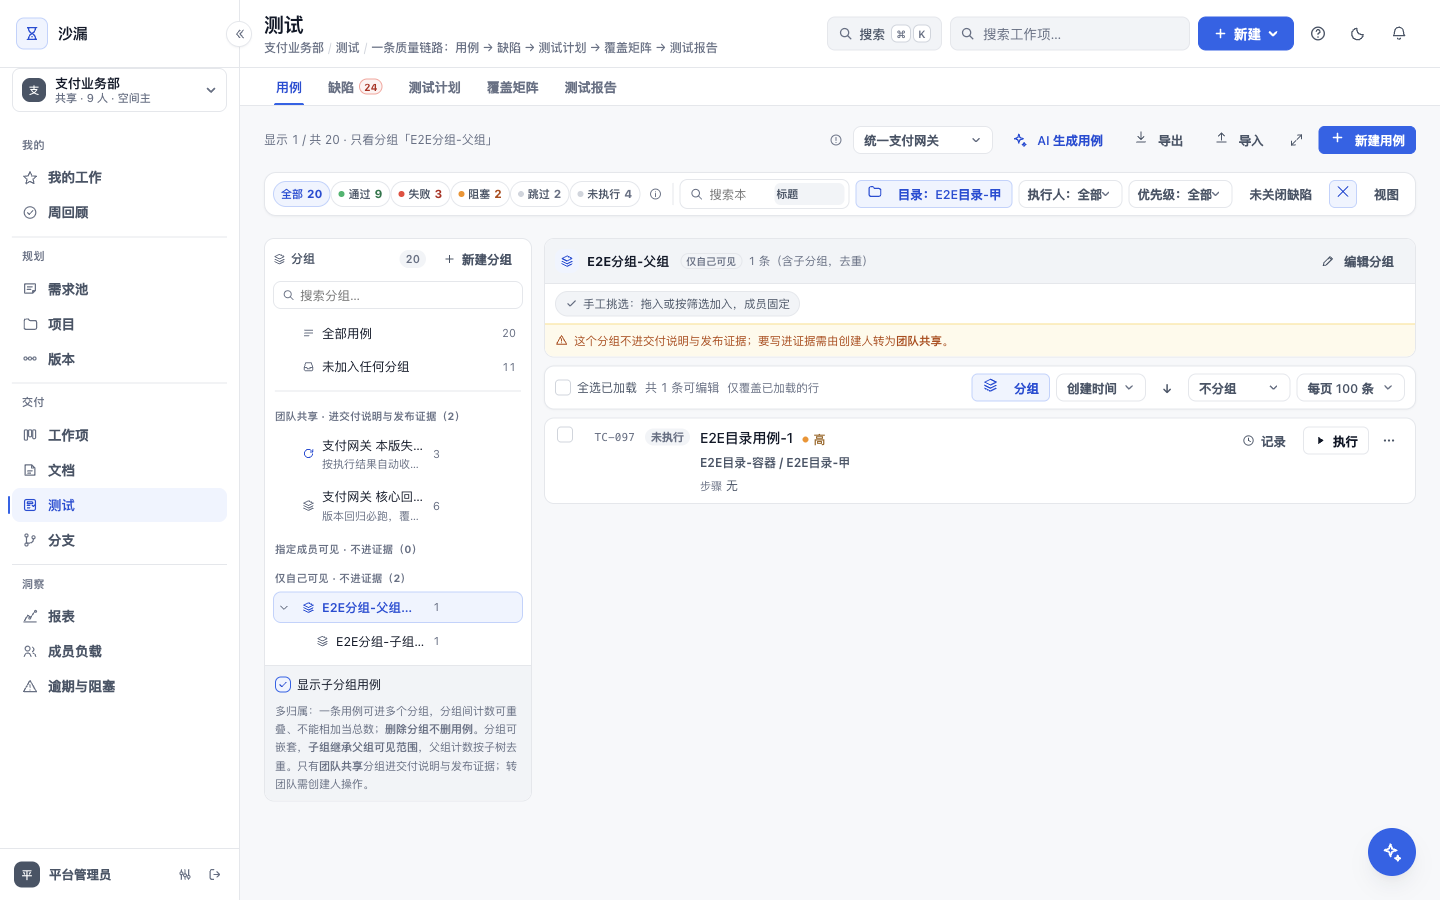 沙漏
支
支付业务部
共享 · 9 人 · 空间主
我的
我的工作
周回顾
规划
需求池
项目
版本
交付
工作项
文档
测试
分支
洞察
报表
成员负载
逾期与阻塞
平
平台管理员
测试
支付业务部 / 测试 / 一条质量链路：用例 → 缺陷 → 测试计划 → 覆盖矩阵 → 测试报告
搜索 ⌘ K
搜索工作项...
新建
用例
缺陷 24
测试计划
覆盖矩阵
测试报告
显示 1 / 共 20 · 只看分组「E2E分组-父组」
统一支付网关
AI 生成用例
导出
导入
新建用例
全部 20
通过 9
失败 3
阻塞 2
跳过 2
未执行 4
搜索本
标题
目录：E2E目录-甲
执行人：全部
优先级：全部
未关闭缺陷
视图
分组
20
新建分组
搜索分组...
全部用例 20
未加入任何分组 11
团队共享 · 进交付说明与发布证据（2）
支付网关 本版失... 3
按执行结果自动收...
支付网关 核心回... 6
版本回归必跑，覆...
指定成员可见 · 不进证据（0）
仅自己可见 · 不进证据（2）
E2E分组-父组... 1
E2E分组-子组... 1
显示子分组用例
多归属：一条用例可进多个分组，分组间计数可重
叠、不能相加当总数；删除分组不删用例。分组可
嵌套，子组继承父组可见范围，父组计数按子树去
重。只有团队共享分组进交付说明与发布证据；转
团队需创建人操作。
E2E分组-父组
仅自己可见
1 条（含子分组，去重）
编辑分组
手工挑选：拖入或按筛选加入，成员固定
这个分组不进交付说明与发布证据；要写进证据需由创建人转为团队共享。
全选已加载
共 1 条可编辑
仅覆盖已加载的行
分组
创建时间
不分组
每页 100 条
TC-097
未执行
E2E目录用例-1
高
记录
执行
E2E目录-容器 / E2E目录-甲
步骤 无